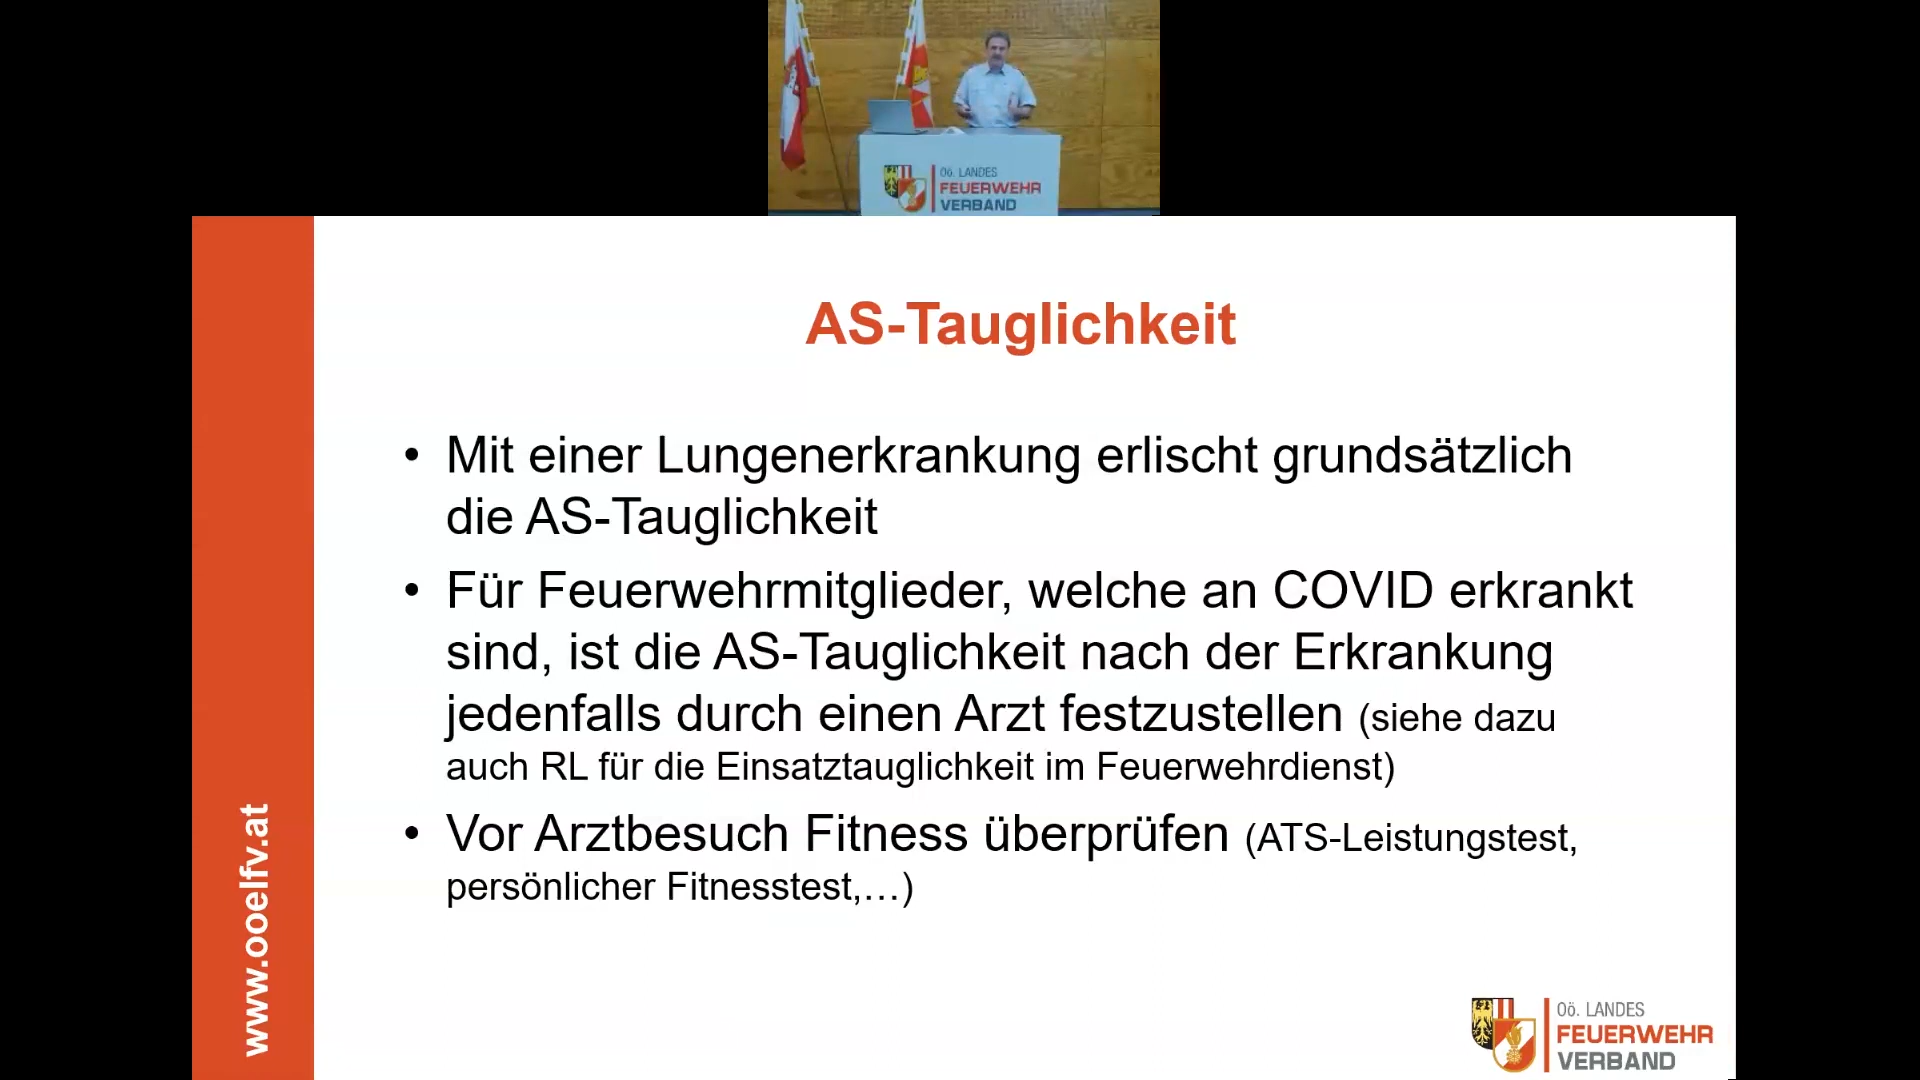 OÖ. LANDES
FEUERWEHR
VERBAND
AS-Tauglichkeit
• Mit einer Lungenerkrankung erlischt grundsätzlich
die AS-Tauglichkeit
• Für Feuerwehrmitglieder, welche an COVID erkrankt
sind, ist die AS-Tauglichkeit nach der Erkrankung
jedenfalls durch einen Arzt festzustellen (siehe dazu
auch RL für die Einsatztauglichkeit im Feuerwehrdienst)
• Vor Arztbesuch Fitness überprüfen (ATS-Leistungstest,
persönlicher Fitnesstest,…)
www.ooelfv.at
OÖ. LANDES
FEUERWEHR
VERBAND